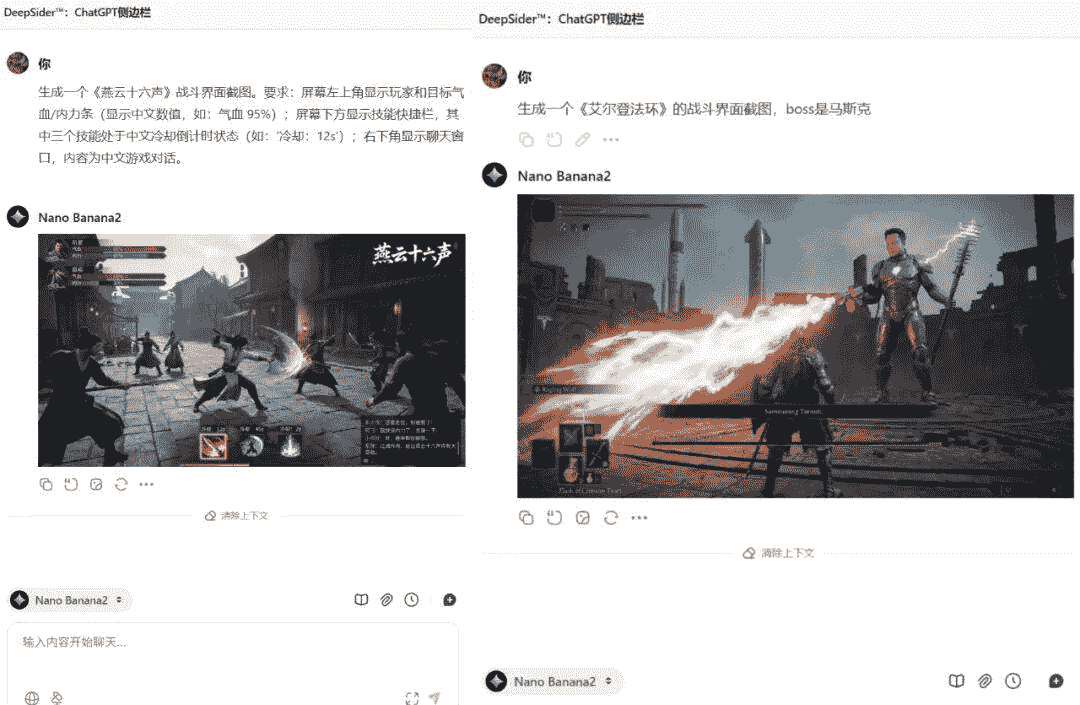 DeepSider™：ChatGPT侧边栏
你
生成一个《燕云十六声》战斗界面截图。要求：屏幕左上角显示玩家和目标气
血/内力条（显示中文数值，如：气血 95%）；屏幕下方显示技能快捷栏，其
中三个技能处于中文冷却倒计时状态（如：'冷却：12s'）；右下角显示聊天窗
口，内容为中文游戏对话。
Nano Banana2
燕云十六声
清除上下文
Nano Banana2
输入内容开始聊天...
DeepSider™：ChatGPT侧边栏
你
生成一个《艾尔登法环》的战斗界面截图，boss是马斯克
Nano Banana2
清除上下文
Nano Banana2